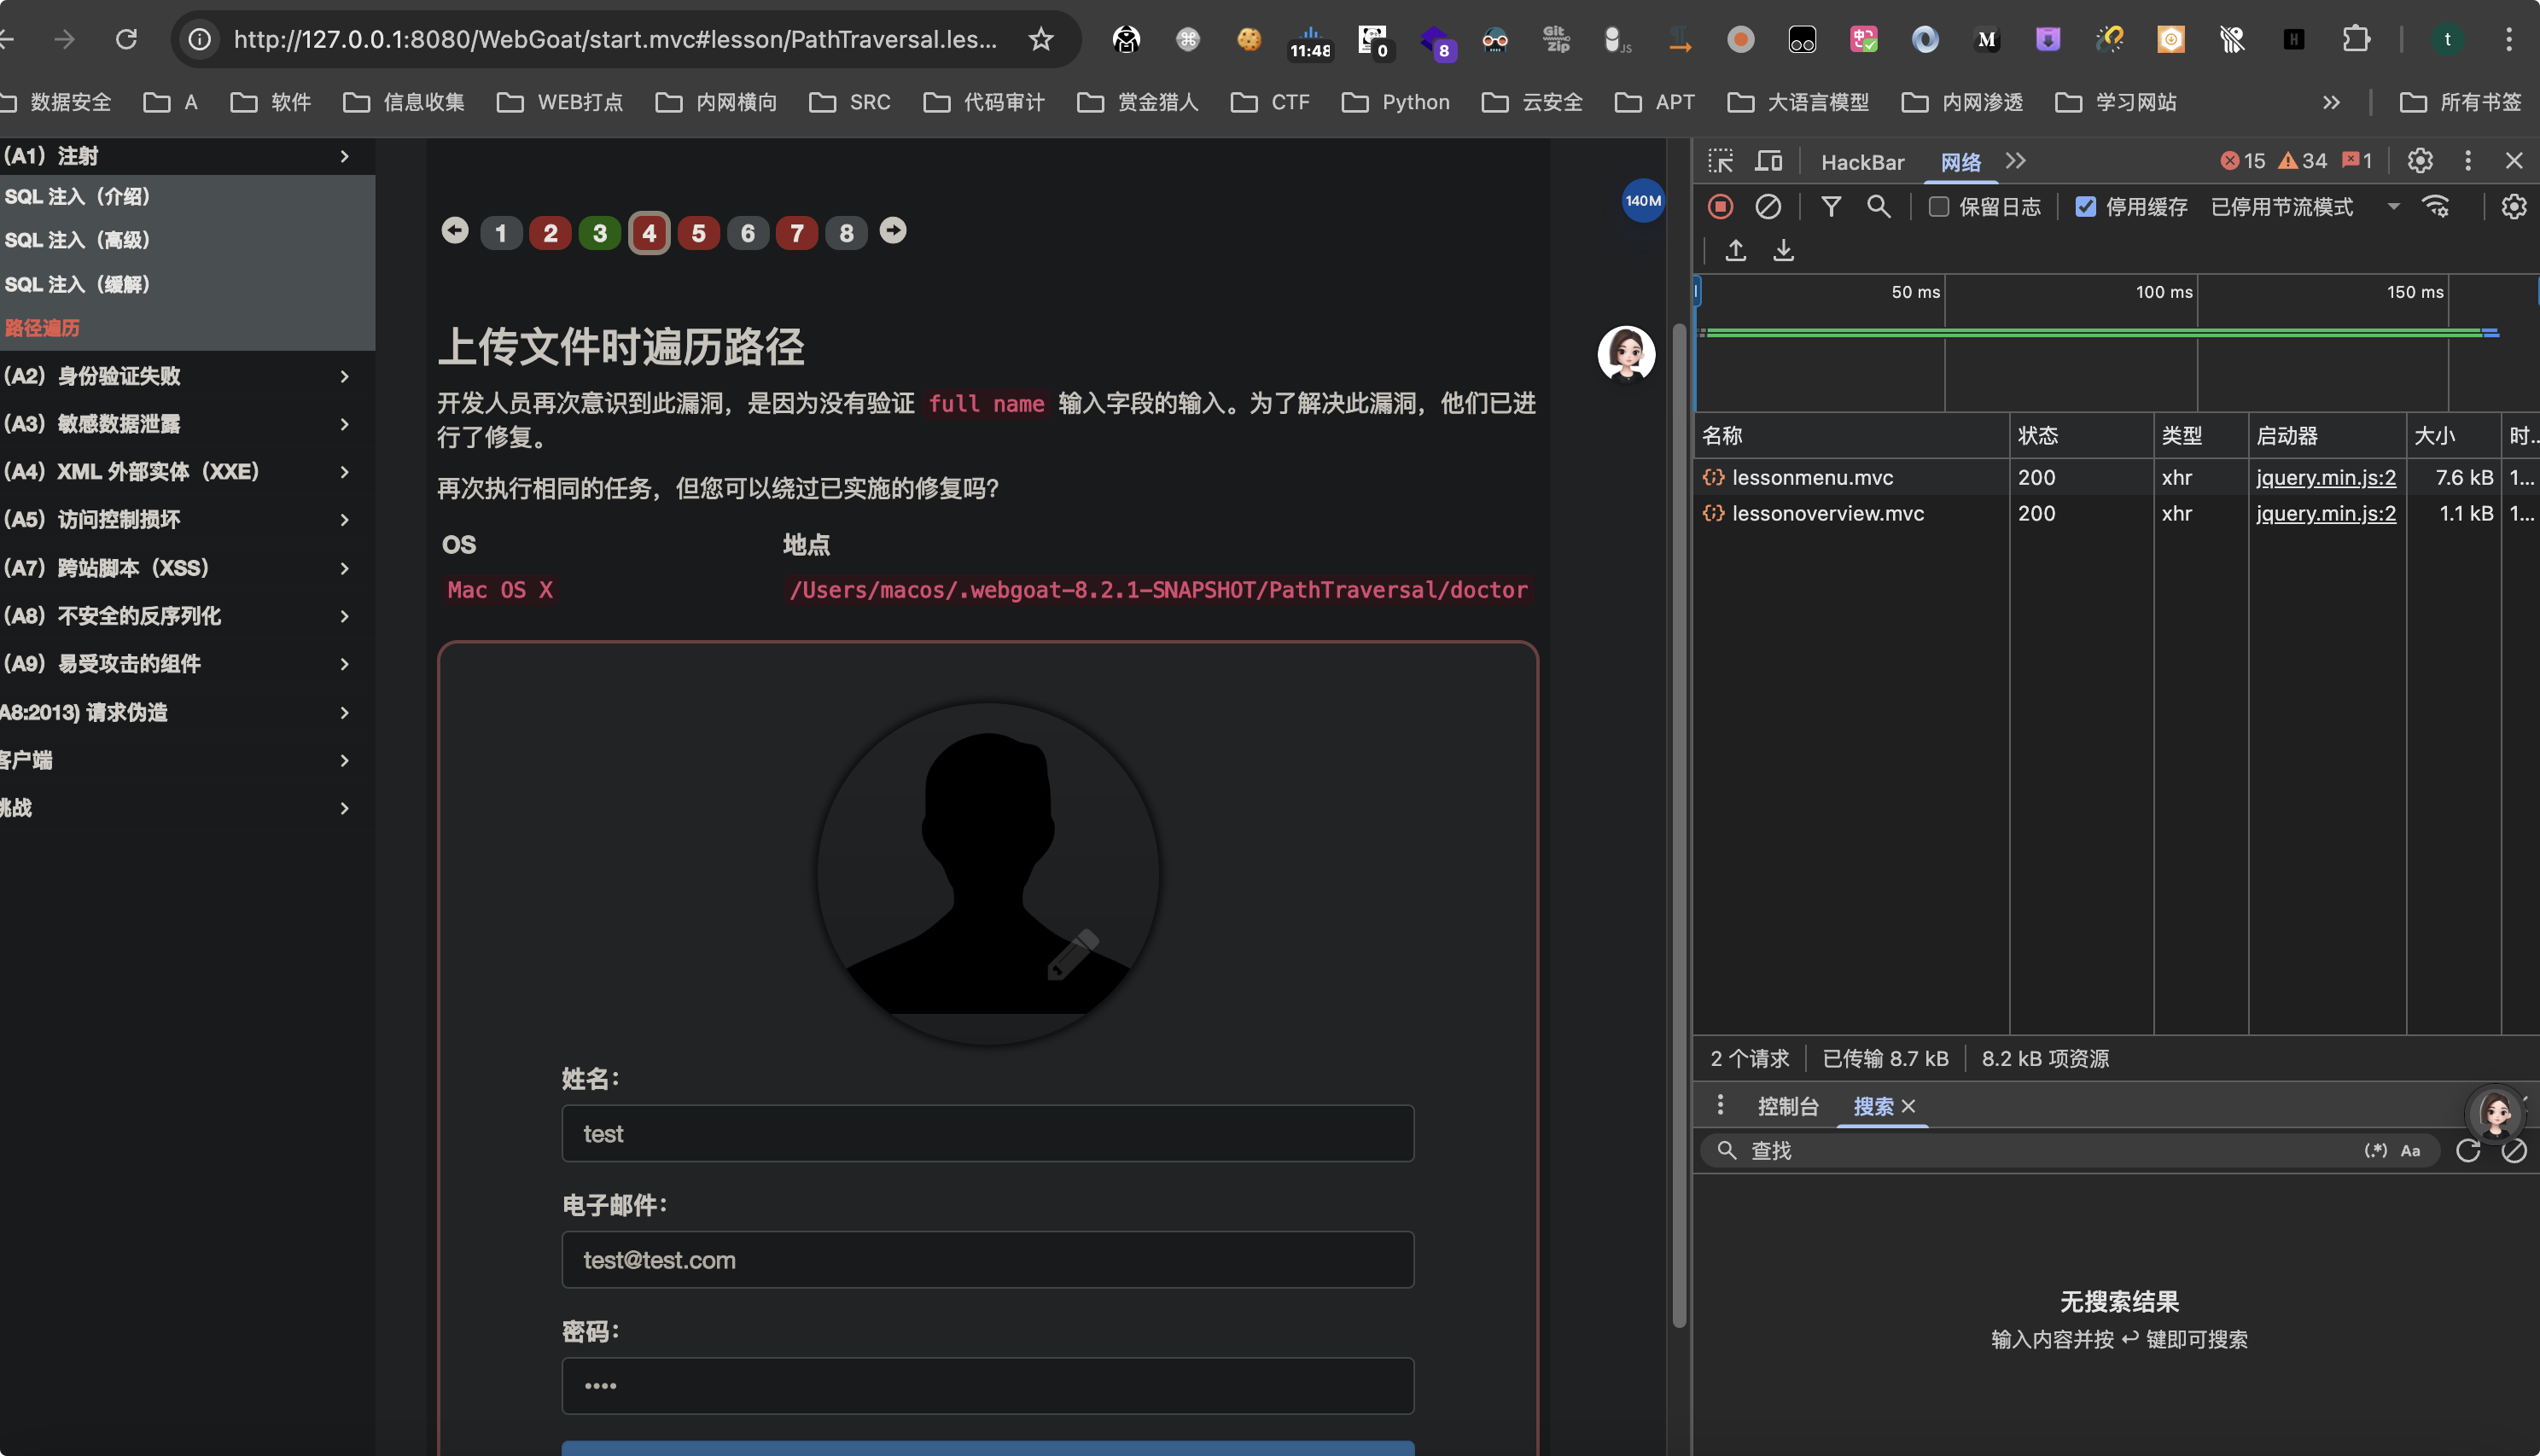 http://127.0.0.1:8080/WebGoat/start.mvc#lesson/PathTraversal.les...
11:48
0
8
Git
Zip
JS
M
H
t
数据安全
A
软件
信息收集
WEB打点
内网横向
SRC
代码审计
赏金猎人
CTF
Python
云安全
APT
大语言模型
内网渗透
学习网站
所有书签
(A1) 注射
SQL 注入（介绍）
SQL 注入（高级）
SQL 注入（缓解）
路径遍历
(A2) 身份验证失败
(A3) 敏感数据泄露
(A4) XML 外部实体（XXE）
(A5) 访问控制损坏
(A7) 跨站脚本（XSS）
(A8) 不安全的反序列化
(A9) 易受攻击的组件
A8:2013) 请求伪造
客户端
挑战
1 2 3 4 5 6 7 8
140M
上传文件时遍历路径
开发人员再次意识到此漏洞，是因为没有验证 full name 输入字段的输入。为了解决此漏洞，他们已进
行了修复。
再次执行相同的任务，但您可以绕过已实施的修复吗？
OS 地点
Mac OS X /Users/macos/.webgoat-8.2.1-SNAPSHOT/PathTraversal/doctor
姓名：
test
电子邮件：
test@test.com
密码：
••••
HackBar 网络 15 34 1
保留日志 停用缓存 已停用节流模式
50 ms 100 ms 150 ms
名称 状态 类型 启动器 大小 时...
lessonmenu.mvc 200 xhr jquery.min.js:2 7.6 kB 1...
lessonoverview.mvc 200 xhr jquery.min.js:2 1.1 kB 1...
2 个请求 已传输 8.7 kB 8.2 kB 项资源
控制台 搜索
查找 (.*) Aa
无搜索结果
输入内容并按 ↩ 键即可搜索